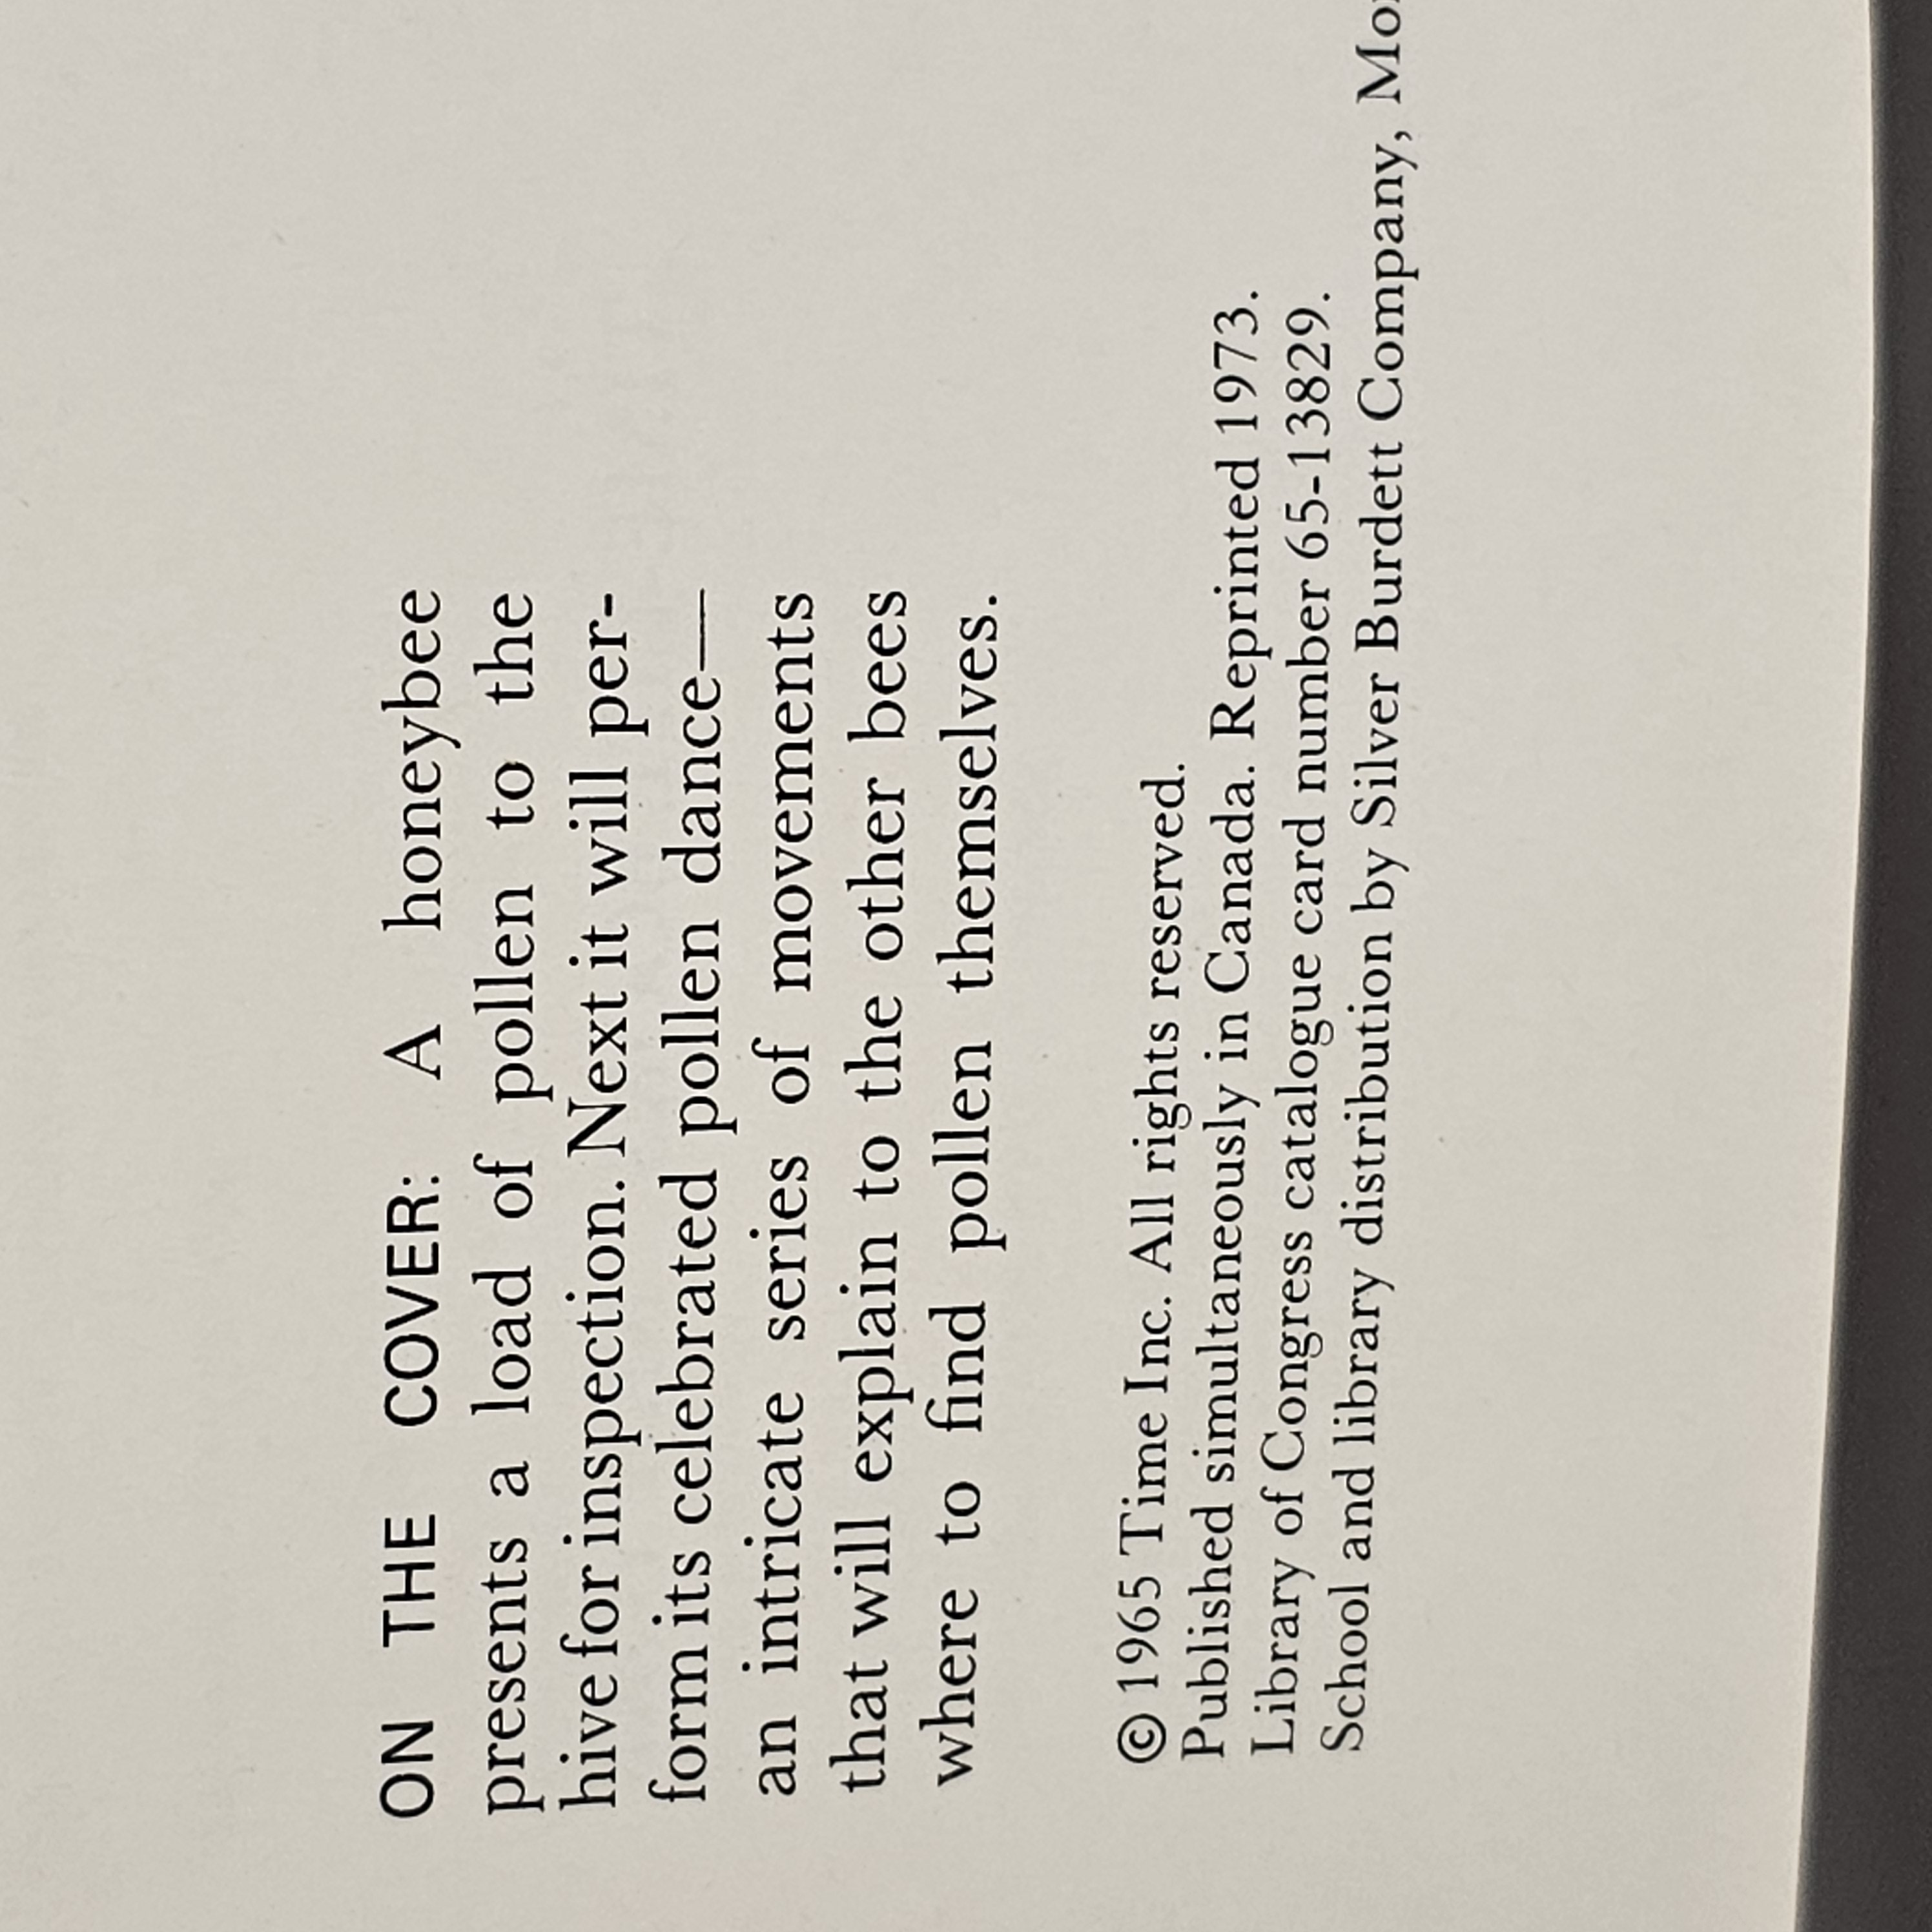 ON THE COVER: A honeybee
presents a load of pollen to the
hive for inspection. Next it will per-
form its celebrated pollen dance—
an intricate series of movements
that will explain to the other bees
where to find pollen themselves.
© 1965 Time Inc. All rights reserved.
Published simultaneously in Canada. Reprinted 1973.
Library of Congress catalogue card number 65-13829.
School and library distribution by Silver Burdett Company,